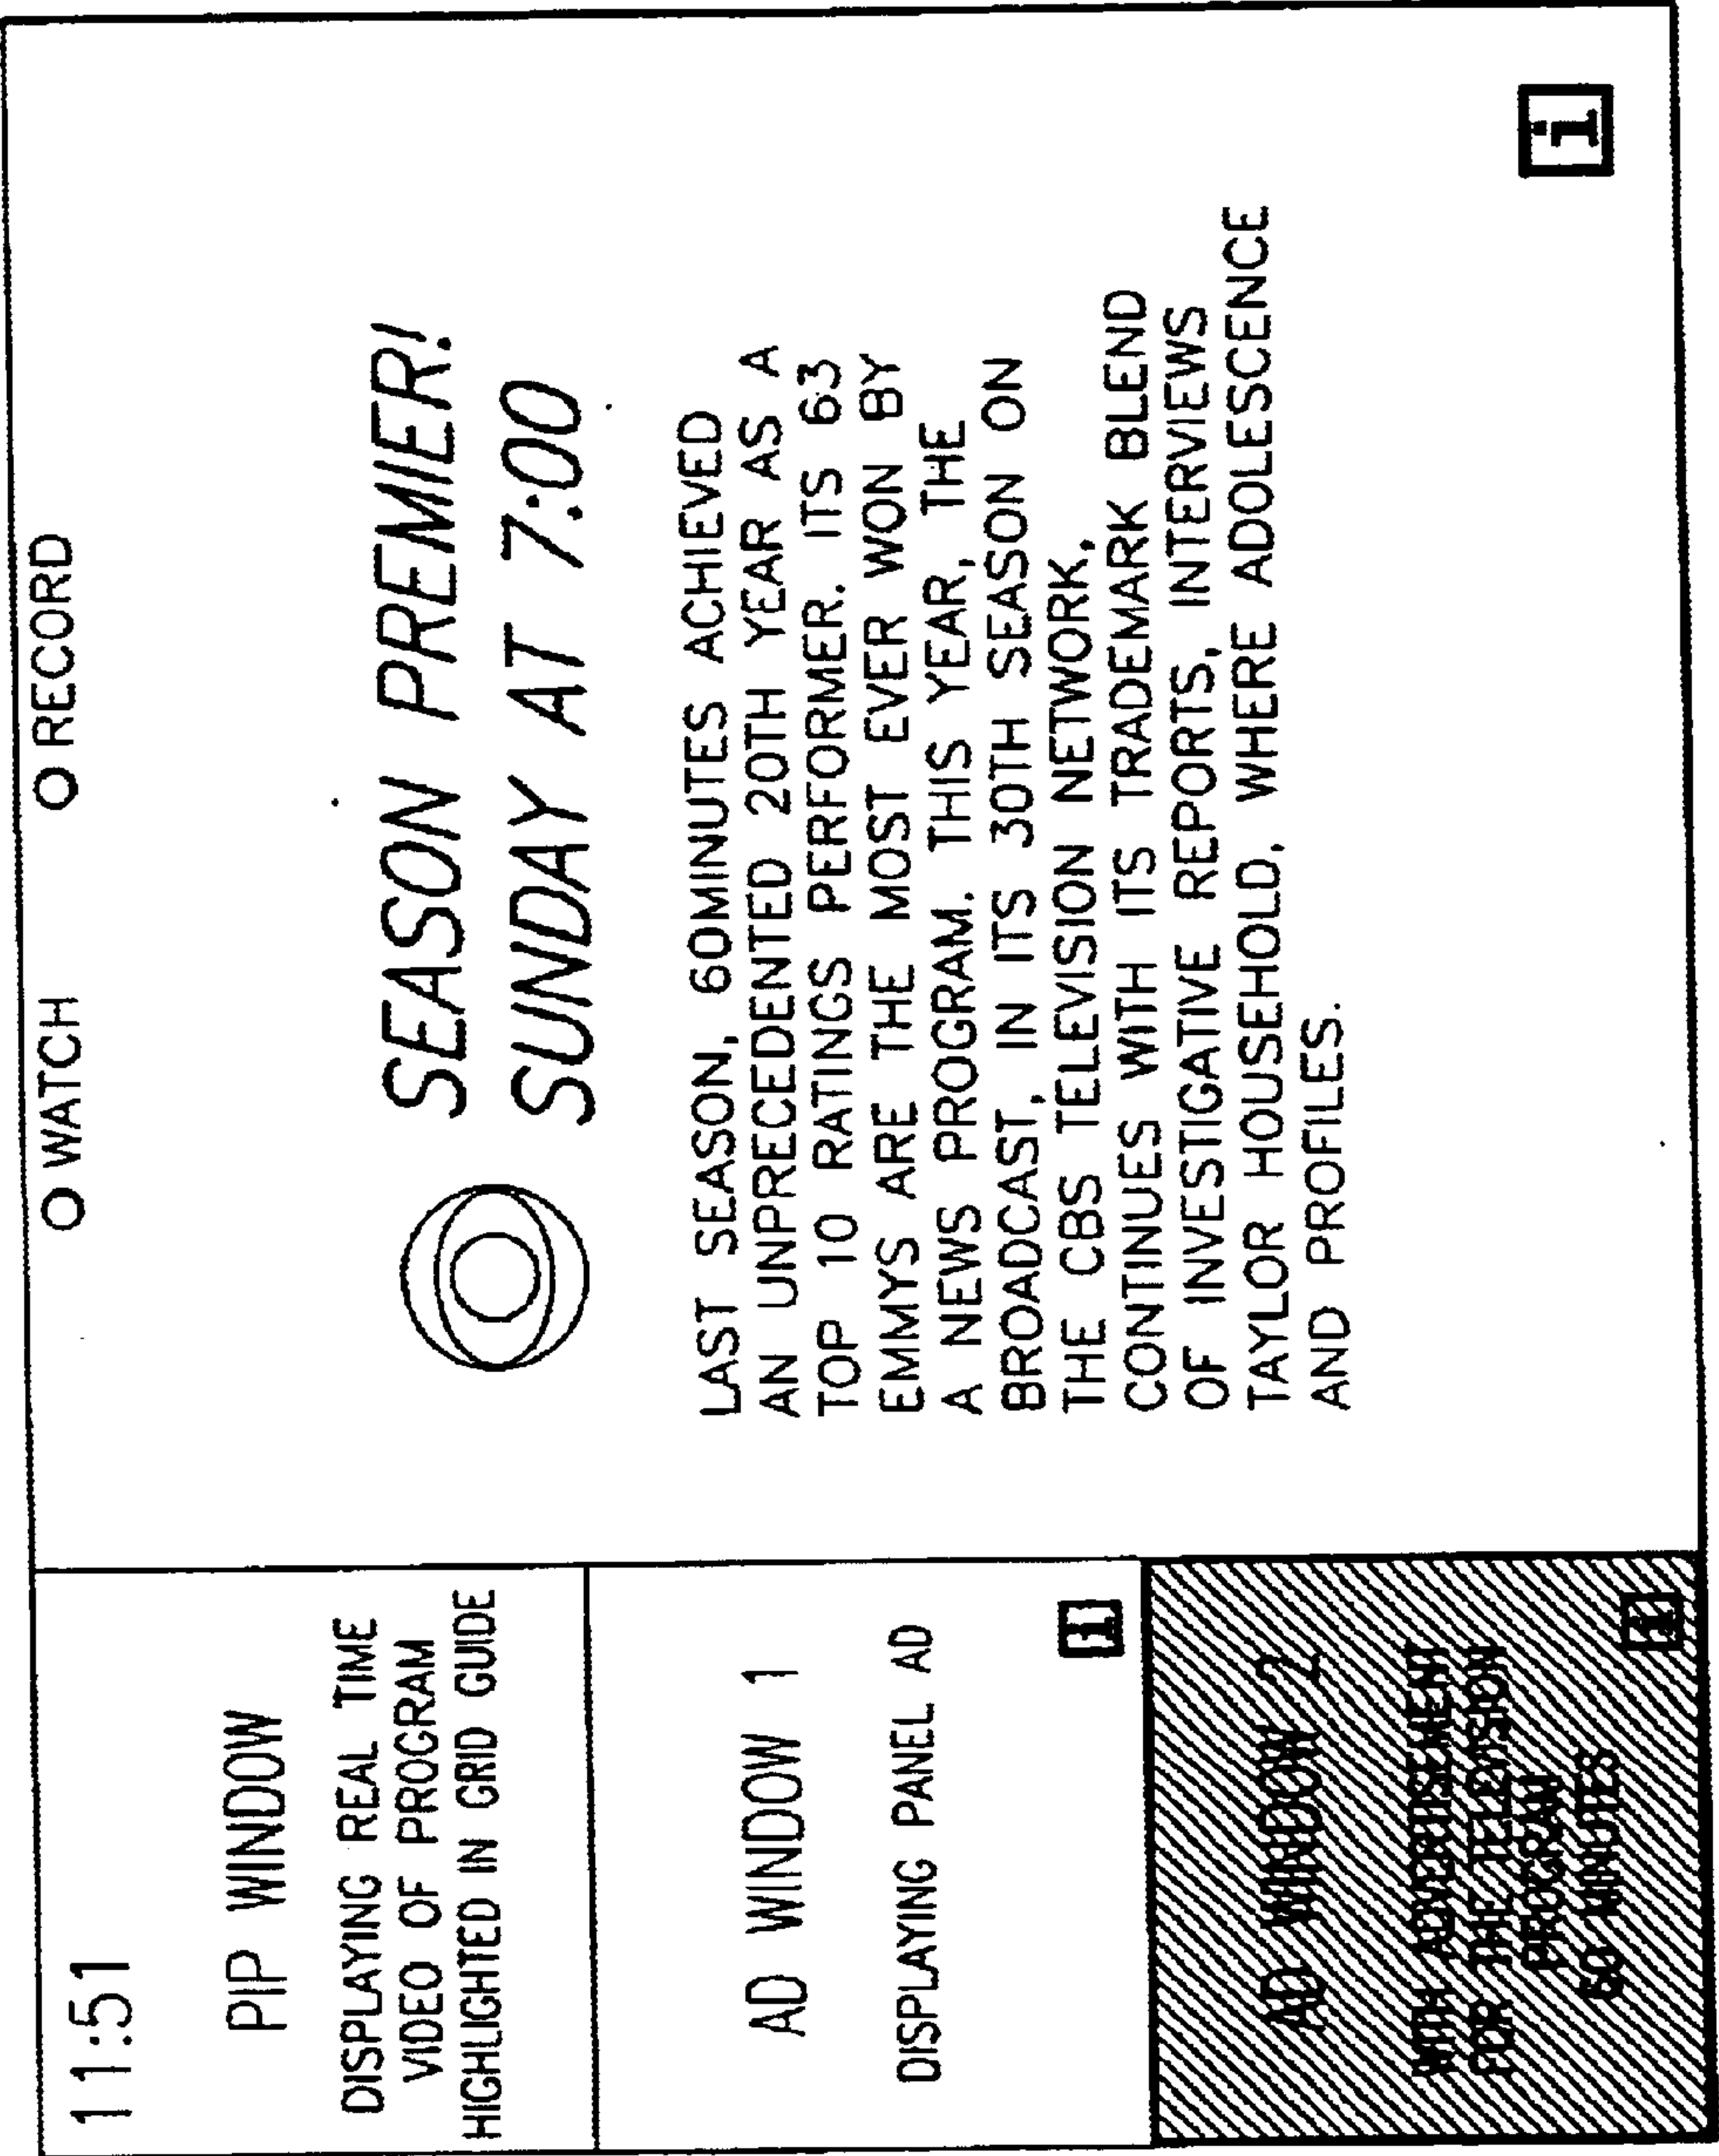 11:51
PIP WINDOW
DISPLAYING REAL TIME
VIDEO OF PROGRAM
HIGHLIGHTED IN GRID GUIDE
AD WINDOW 1
DISPLAYING PANEL AD
i
AD WINDOW 2
WITH ADVERTISEMENT
FOR THE TELEVISION
PROGRAM
60 MINUTES
i
O WATCH O RECORD
SEASON PREMIER!
SUNDAY AT 7:00
LAST SEASON, 60MINUTES ACHIEVED
AN UNPRECEDENTED 20TH YEAR AS A
TOP 10 RATINGS PERFORMER. ITS 63
EMMYS ARE THE MOST EVER WON BY
A NEWS PROGRAM. THIS YEAR, THE
BROADCAST, IN ITS 30TH SEASON ON
THE CBS TELEVISION NETWORK,
CONTINUES WITH ITS TRADEMARK BLEND
OF INVESTIGATIVE REPORTS, INTERVIEWS
TAYLOR HOUSEHOLD, WHERE ADOLESCENCE
AND PROFILES.
i